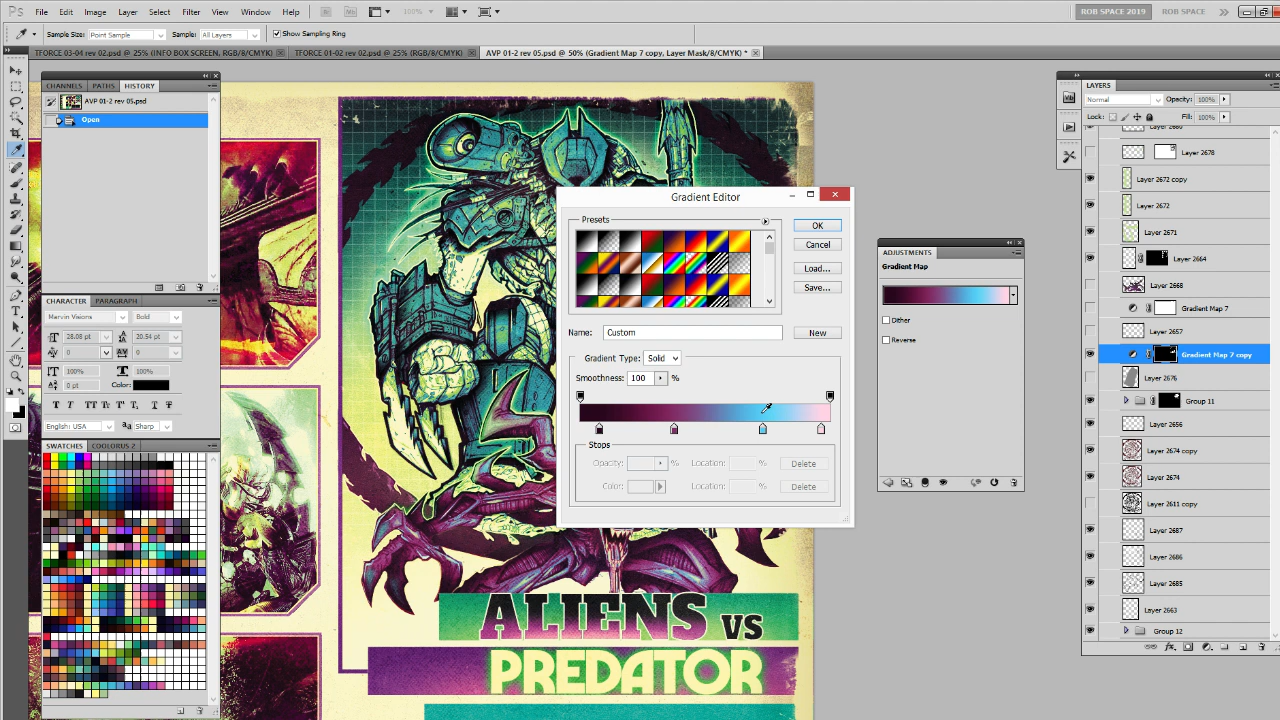 Ps File Edit Image Layer Select Filter View Window Help Br Mb 100% ROB SPACE 2019 ROB SPACE
Sample Size: Point Sample Sample: All Layers Show Sampling Ring
TFORCE 03-04 rev 02.psd @ 25% (INFO BOX SCREEN, RGB/8/CMYK) TFORCE 01-02 rev 02.psd @ 25% (RGB/8/CMYK) AVP 01-2 rev 05.psd @ 50% (Gradient Map 7 copy, Layer Mask/8/CMYK) *
CHANNELS PATHS HISTORY
AVP 01-2 rev 05.psd
Open
CHARACTER PARAGRAPH
Marvin Visions Bold
28.08 pt 20.54 pt
0 0
100% 100%
0 pt Color:
English: USA Sharp
SWATCHES COOLORUS 2
ALIENS VS
PREDATOR
Gradient Editor
Presets
OK
Cancel
Load...
Save...
Name: Custom New
Gradient Type: Solid
Smoothness: 100 %
Stops
Opacity: % Location: % Delete
Color: Location: % Delete
ADJUSTMENTS
Gradient Map
Dither
Reverse
LAYERS
Normal Opacity: 100%
Lock: Fill: 100%
Layer 2680
Layer 2678
Layer 2672 copy
Layer 2672
Layer 2671
Layer 2664
Layer 2668
Gradient Map 7
Layer 2657
Gradient Map 7 copy
Layer 2676
Group 11
Layer 2656
Layer 2674 copy
Layer 2674
Layer 2611 copy
Layer 2687
Layer 2686
Layer 2685
Layer 2663
Group 12